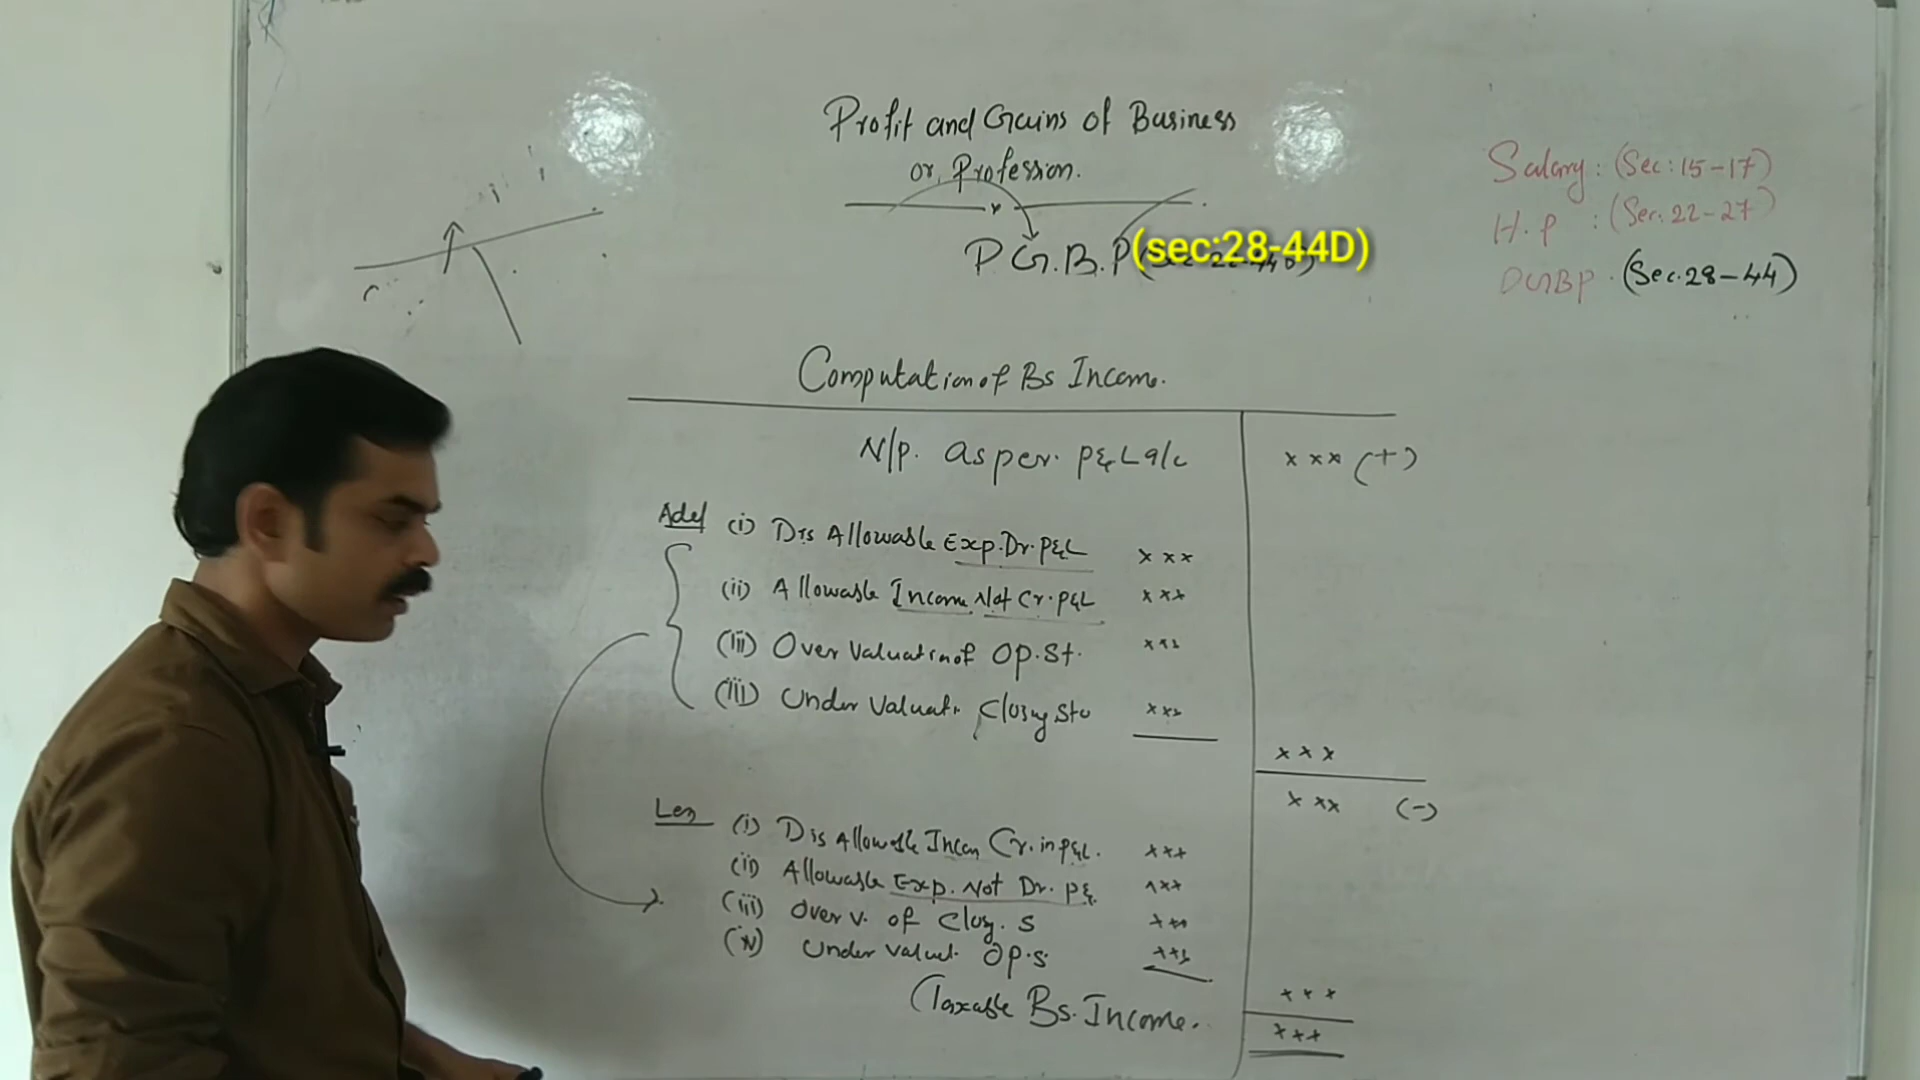 Profit and Gains of Business
or Profession.
P.G.B.P (sec:28-44D)
Salary : (Sec:15-17)
H.P : (Sec. 22-27)
PGBP. (Sec.28-44)
Computation of Bs Income.
N/P. as per. P&L a/c xxx (+)
Add (i) Dis Allowable Exp. Dr. P&L xxx
(ii) Allowable Income Not Cr. P&L xxx
(iii) Over Valuation of Op. St. xxx
(iii) Under Valuati. Closing Sto xxx
xxx
xxx (-)
Less (i) Dis Allowable Incom Cr. in P&L. xxx
(ii) Allowable Exp. Not Dr. P& xxx
(iii) Over v. of Closg. S xxx
(iv) Under valuat. Op.S. xxx
xxx
Taxable Bs. Income. xxx